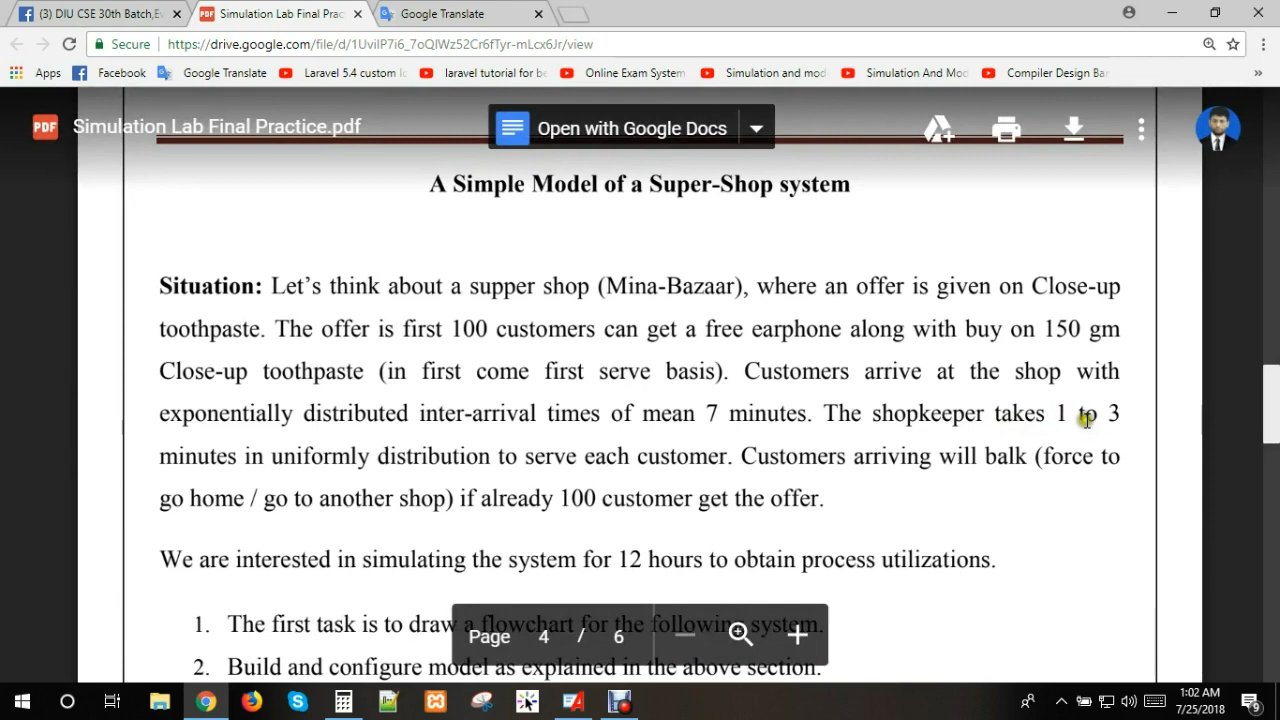 (3) DIU CSE 30th Batch,E
Simulation Lab Final Prac
Google Translate
Secure
https://drive.google.com/file/d/1UvilP7i6_7oQlWz52Cr6fTyr-mLcx6Jr/view
Apps
Facebook
Google Translate
Laravel 5.4 custom lo
laravel tutorial for be
Online Exam System
Simulation and mod
Simulation And Mod
Compiler Design Ban
»
PDF
Simulation Lab Final Practice.pdf
Open with Google Docs
A Simple Model of a Super-Shop system
Situation: Let's think about a supper shop (Mina-Bazaar), where an offer is given on Close-up
toothpaste. The offer is first 100 customers can get a free earphone along with buy on 150 gm
Close-up toothpaste (in first come first serve basis). Customers arrive at the shop with
exponentially distributed inter-arrival times of mean 7 minutes. The shopkeeper takes 1 to 3
minutes in uniformly distribution to serve each customer. Customers arriving will balk (force to
go home / go to another shop) if already 100 customer get the offer.
We are interested in simulating the system for 12 hours to obtain process utilizations.
1. The first task is to draw a flowchart for the following system.
2. Build and configure model as explained in the above section.
Page 4 / 6
1:02 AM
7/25/2018
9